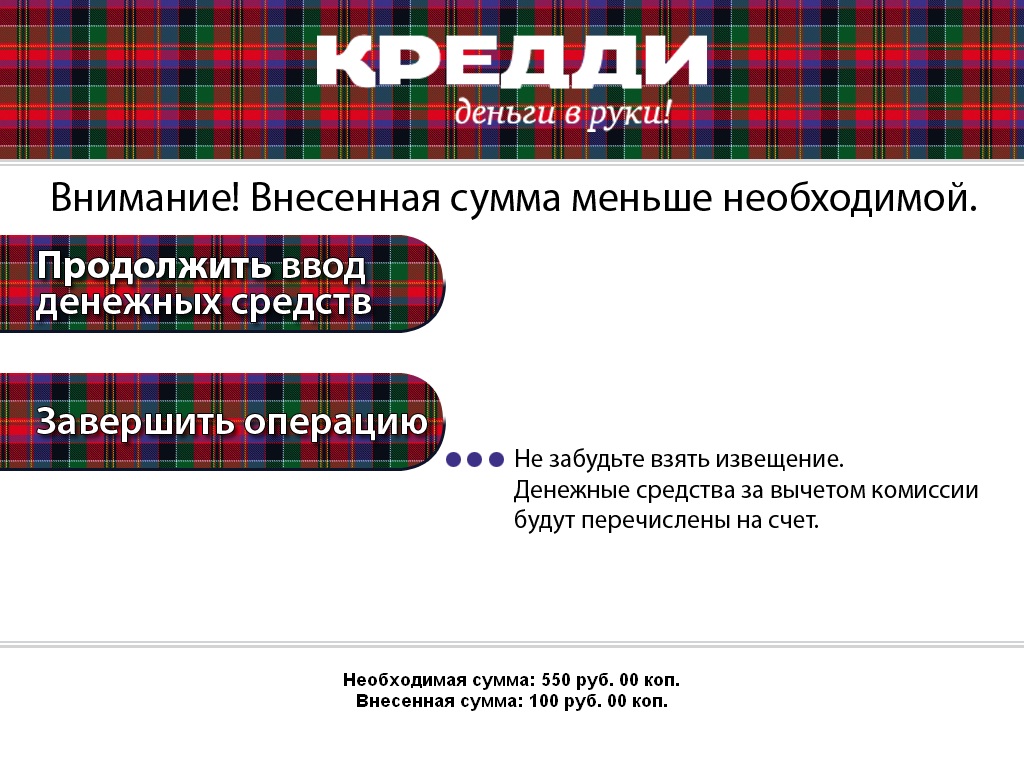 КРЕДДИ
деньги в руки!
Внимание! Внесенная сумма меньше необходимой.
Продолжить ввод
денежных средств
Завершить операцию
Не забудьте взять извещение.
Денежные средства за вычетом комиссии
будут перечислены на счет.
Необходимая сумма: 550 руб. 00 коп.
Внесенная сумма: 100 руб. 00 коп.